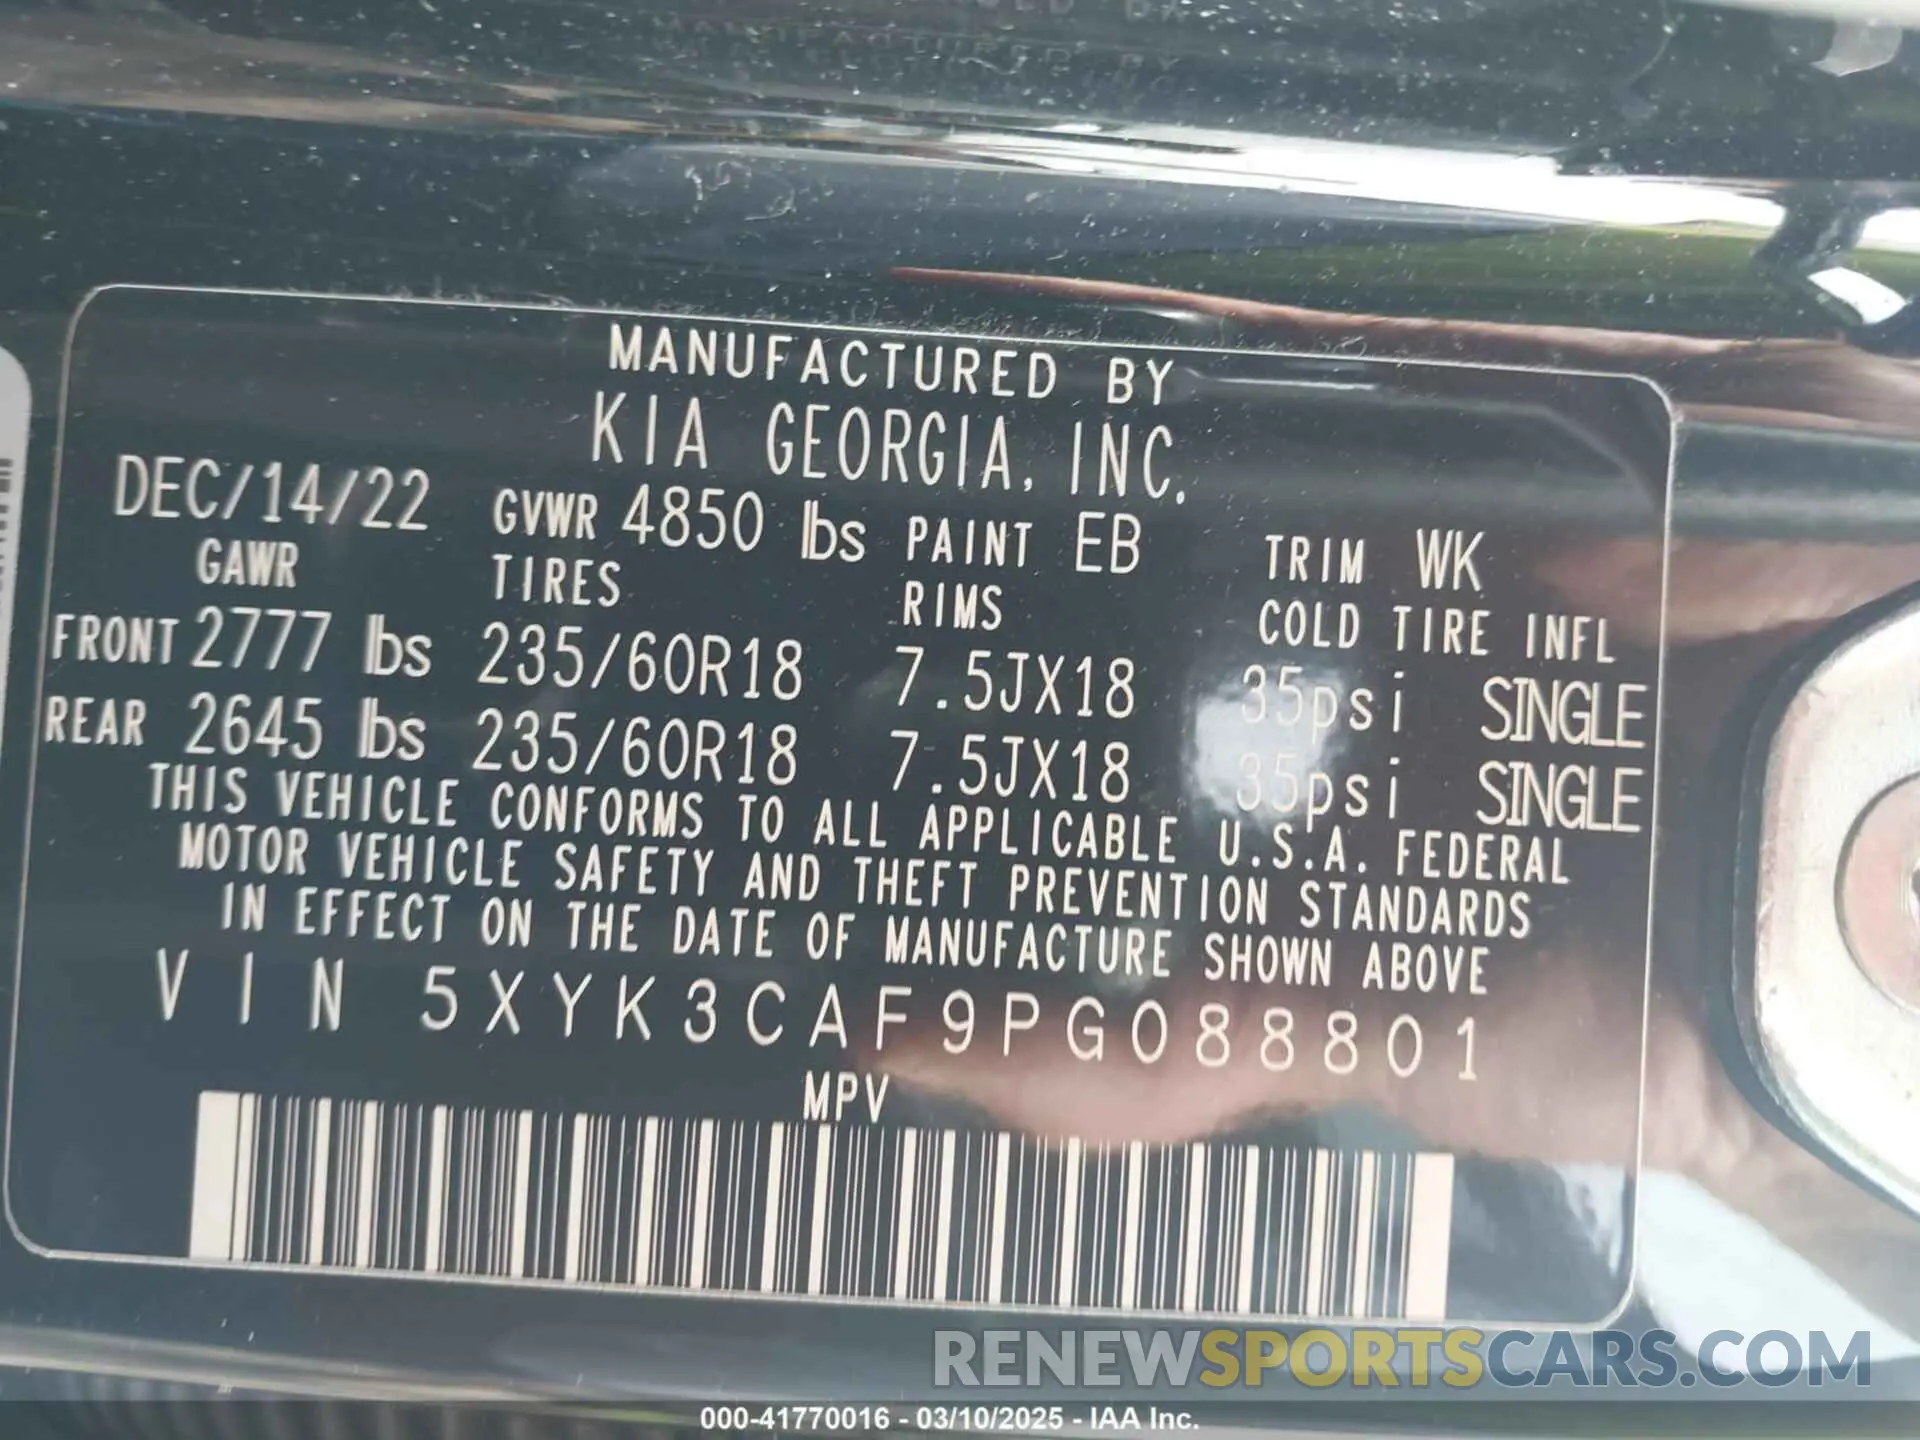 MANUFACTURED BY
KIA GEORGIA, INC.
DEC/14/22 GVWR 4850 lbs PAINT EB TRIM WK
GAWR TIRES RIMS COLD TIRE INFL
FRONT 2777 lbs 235/60R18 7.5JX18 35psi SINGLE
REAR 2645 lbs 235/60R18 7.5JX18 35psi SINGLE
THIS VEHICLE CONFORMS TO ALL APPLICABLE U.S.A. FEDERAL
MOTOR VEHICLE SAFETY AND THEFT PREVENTION STANDARDS
IN EFFECT ON THE DATE OF MANUFACTURE SHOWN ABOVE
VIN 5XYK3CAF9PG088801
MPV
RENEWSPORTSCARS.COM
000-41770016 - 03/10/2025 - IAA Inc.